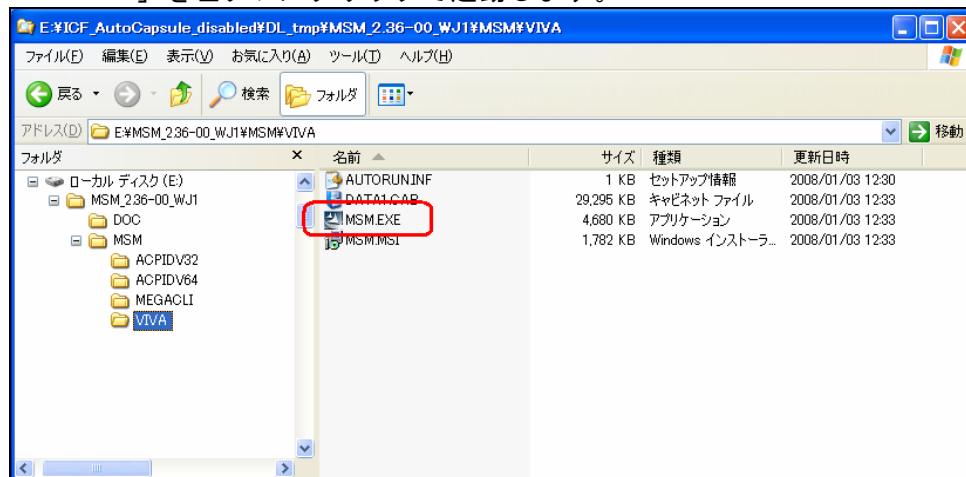 E:¥ICF_AutoCapsule_disabled¥DL_tmp¥MSM_2.36-00_WJ1¥MSM¥VIVA
ファイル(F) 編集(E) 表示(V) お気に入り(A) ツール(T) ヘルプ(H)
戻る 検索 フォルダ
アドレス(D) E:¥MSM_2.36-00_WJ1¥MSM¥VIVA 移動
フォルダ × 名前 サイズ 種類 更新日時
ローカル ディスク (E:)
MSM_2.36-00_WJ1
DOC
MSM
ACPIDV32
ACPIDV64
MEGACLI
VIVA
AUTORUN.INF 1 KB セットアップ情報 2008/01/03 12:30
DATA1.CAB 29,295 KB キャビネット ファイル 2008/01/03 12:33
MSM.EXE 4,680 KB アプリケーション 2008/01/03 12:33
MSM.MSI 1,782 KB Windows インストーラ... 2008/01/03 12:33